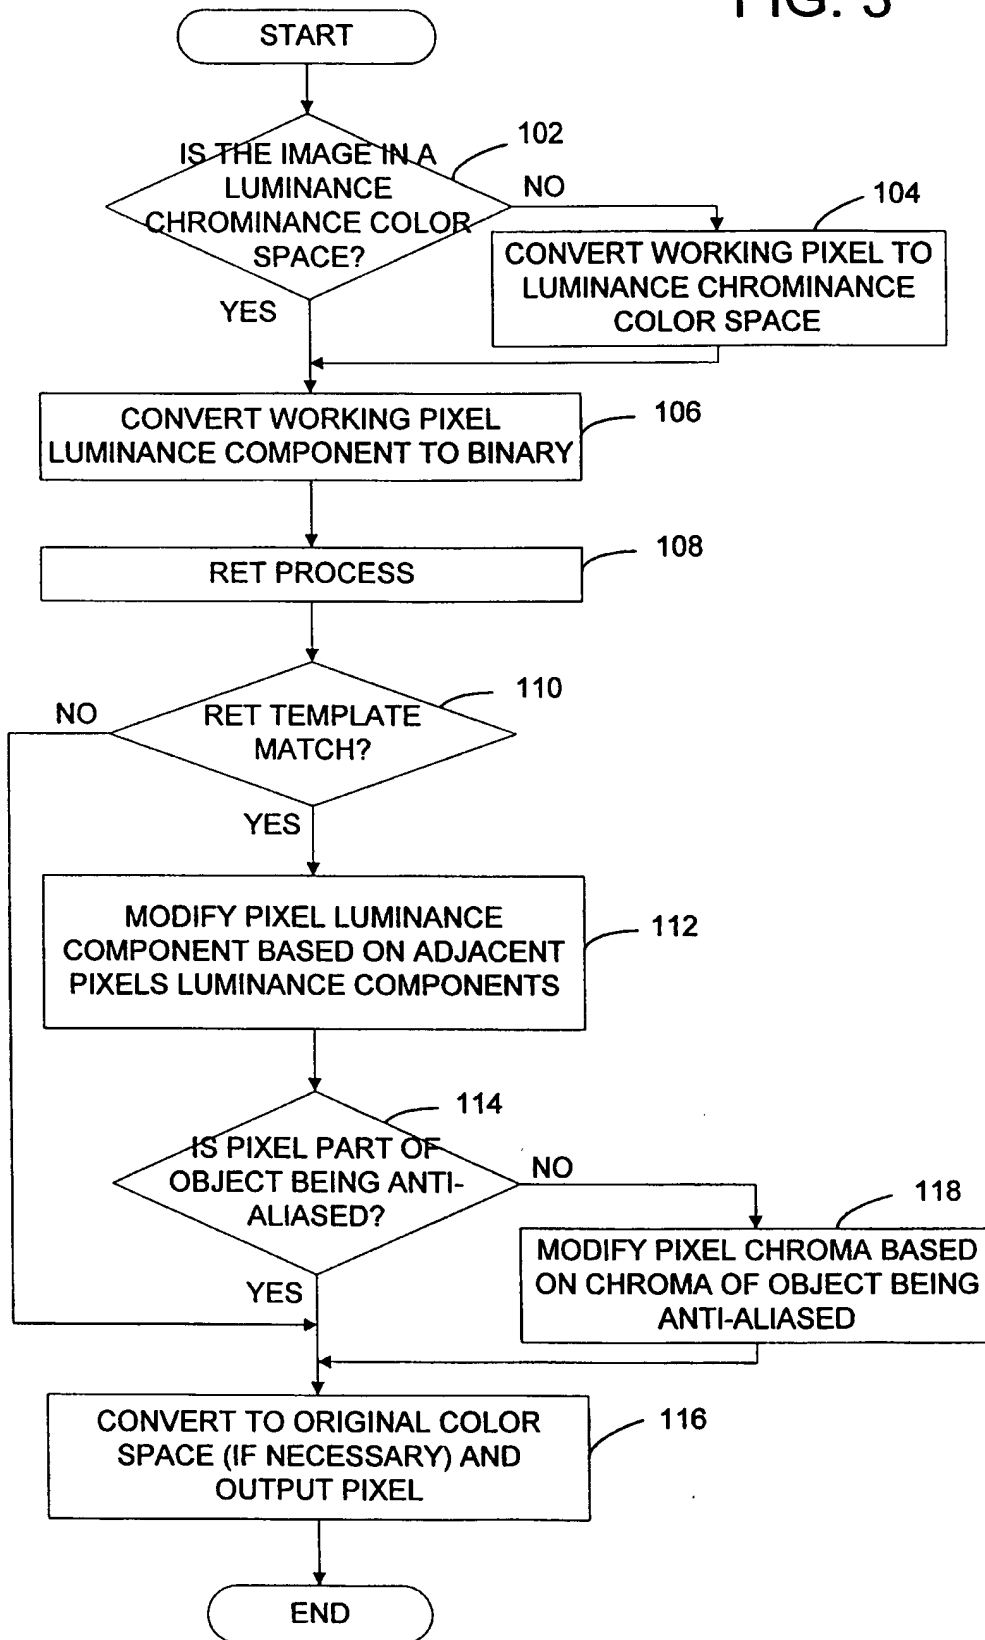 FIG. 3
START
IS THE IMAGE IN A
LUMINANCE
CHROMINANCE COLOR
SPACE?
102
NO
104
CONVERT WORKING PIXEL TO
LUMINANCE CHROMINANCE
COLOR SPACE
YES
CONVERT WORKING PIXEL
LUMINANCE COMPONENT TO BINARY
106
RET PROCESS
108
NO
RET TEMPLATE
MATCH?
110
YES
MODIFY PIXEL LUMINANCE
COMPONENT BASED ON ADJACENT
PIXELS LUMINANCE COMPONENTS
112
IS PIXEL PART OF
OBJECT BEING ANTI-
ALIASED?
114
NO
118
MODIFY PIXEL CHROMA BASED
ON CHROMA OF OBJECT BEING
ANTI-ALIASED
YES
CONVERT TO ORIGINAL COLOR
SPACE (IF NECESSARY) AND
OUTPUT PIXEL
116
END